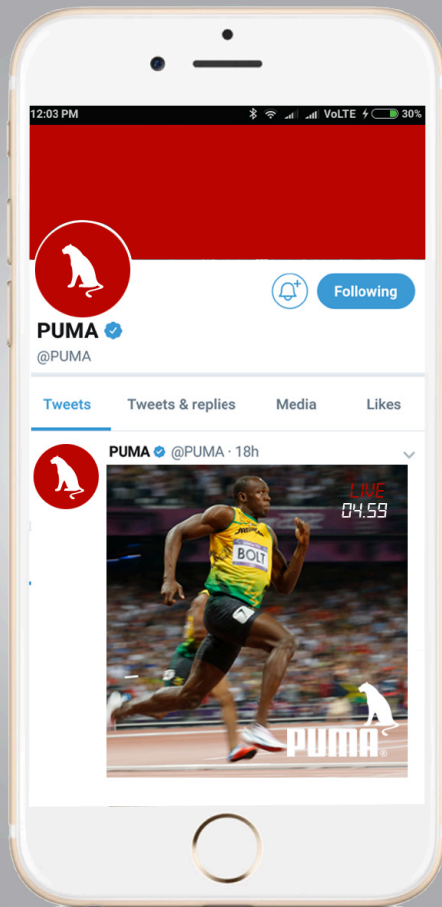 12:03 PM VoLTE 30%
Following
PUMA
@PUMA
Tweets Tweets & replies Media Likes
PUMA @PUMA · 18h
LIVE
04.59
BOLT
PUMA®